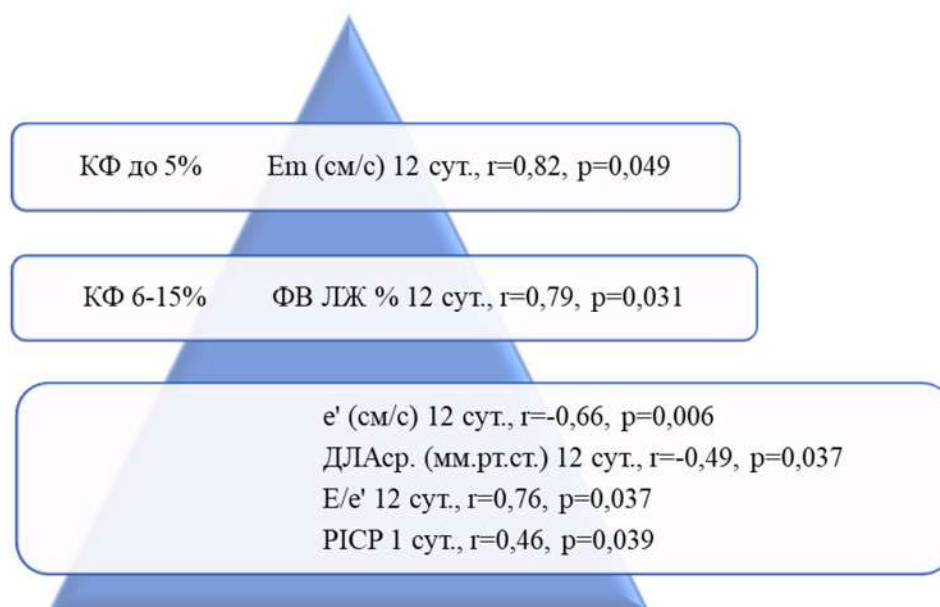 КФ до 5% Em (см/с) 12 сут., r=0,82, p=0,049
КФ 6-15% ФВ ЛЖ % 12 сут., r=0,79, p=0,031
e' (см/с) 12 сут., r=-0,66, p=0,006
ДЛАср. (мм.рт.ст.) 12 сут., r=-0,49, p=0,037
E/e' 12 сут., r=0,76, p=0,037
PICP 1 сут., r=0,46, p=0,039